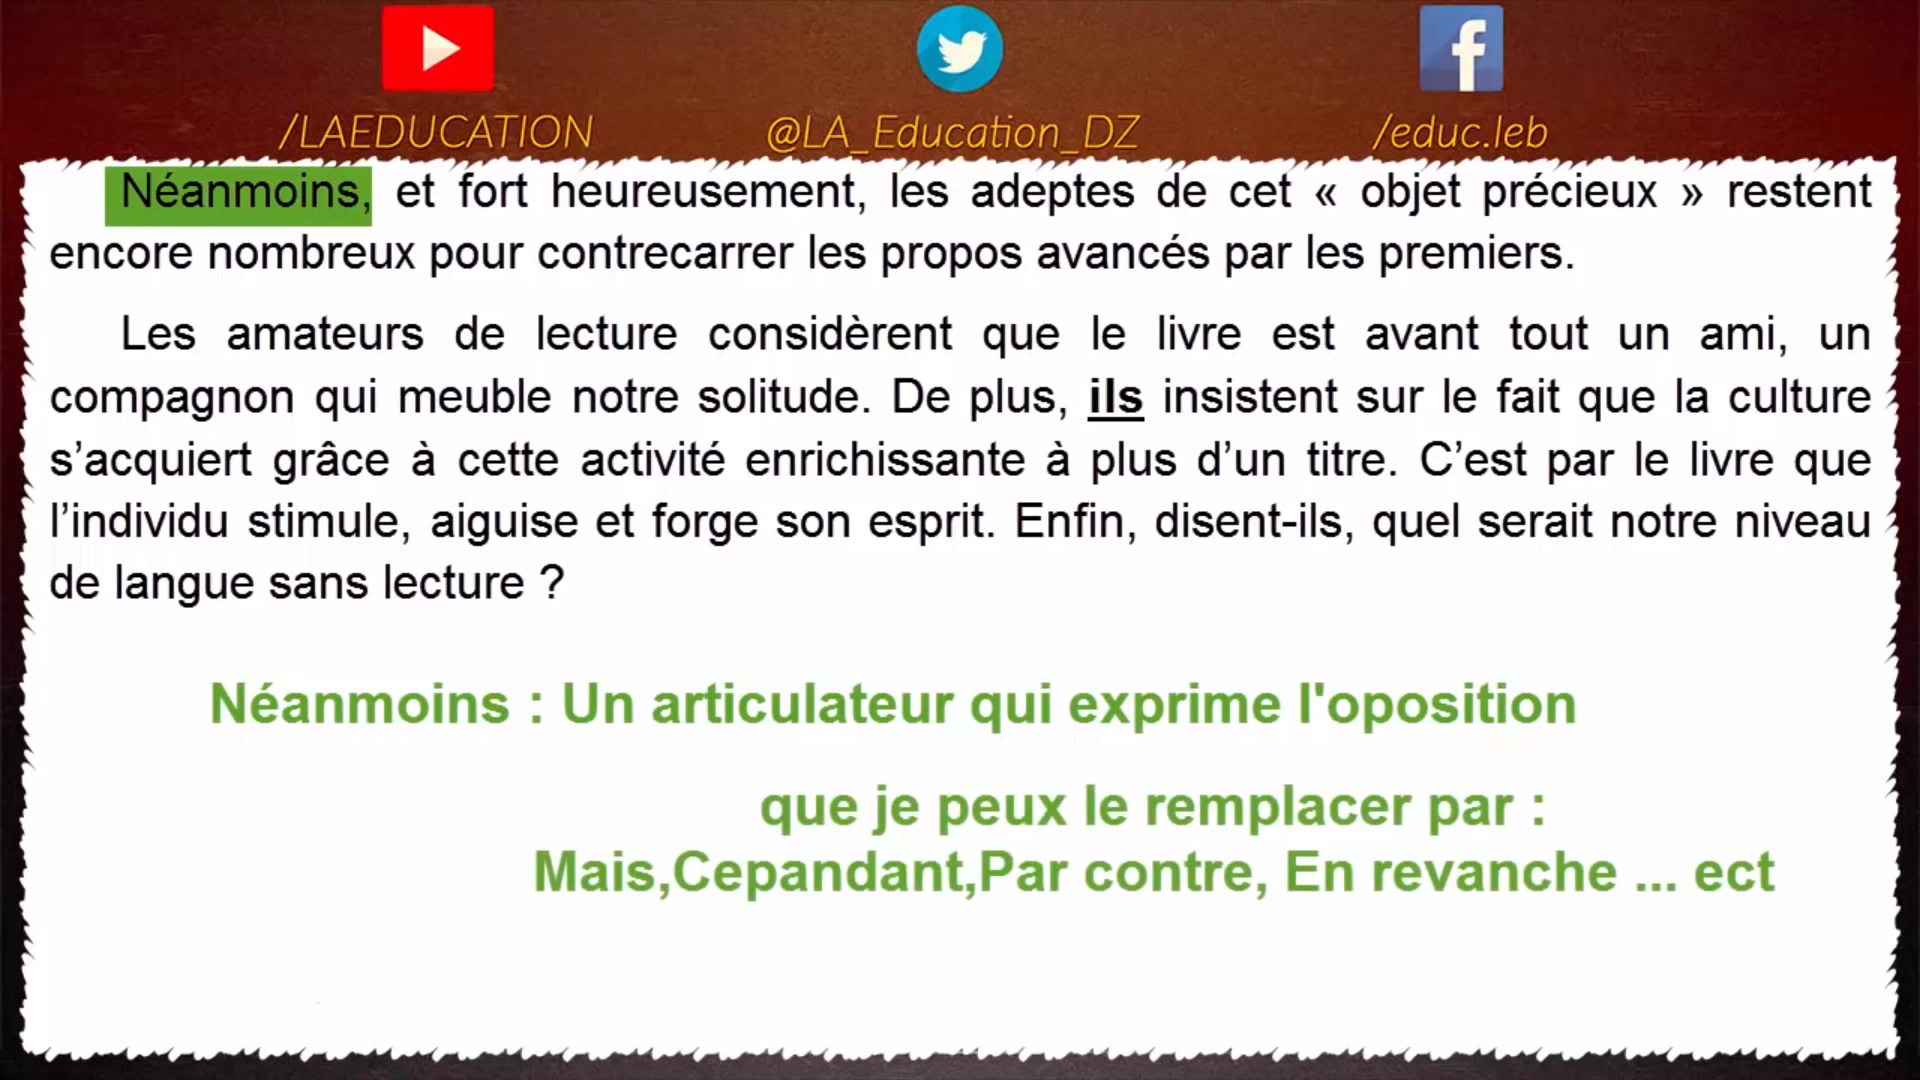 /LAEDUCATION
@LA_Education_DZ
/educ.leb
Néanmoins, et fort heureusement, les adeptes de cet « objet précieux » restent
encore nombreux pour contrecarrer les propos avancés par les premiers.
Les amateurs de lecture considèrent que le livre est avant tout un ami, un
compagnon qui meuble notre solitude. De plus, ils insistent sur le fait que la culture
s’acquiert grâce à cette activité enrichissante à plus d’un titre. C’est par le livre que
l’individu stimule, aiguise et forge son esprit. Enfin, disent-ils, quel serait notre niveau
de langue sans lecture ?
Néanmoins : Un articulateur qui exprime l'oposition
que je peux le remplacer par :
Mais,Cepandant,Par contre, En revanche ... ect